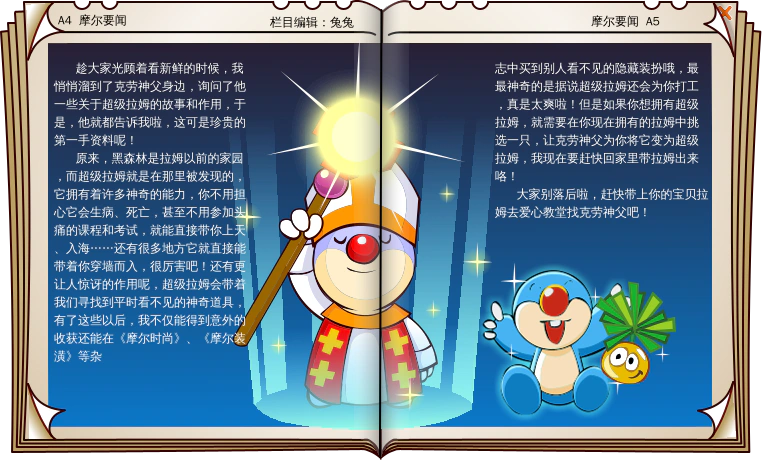 A4 摩尔要闻
栏目编辑：兔兔
摩尔要闻 A5
趁大家光顾着看新鲜的时候，我
悄悄溜到了克劳神父身边，询问了他
一些关于超级拉姆的故事和作用，于
是，他就都告诉我啦，这可是珍贵的
第一手资料呢！
原来，黑森林是拉姆以前的家园
，而超级拉姆就是在那里被发现的，
它拥有着许多神奇的能力，你不用担
心它会生病、死亡，甚至不用参加头
痛的课程和考试，就能直接带你上天
、入海……还有很多地方它就直接能
带着你穿墙而入，很厉害吧！还有更
让人惊讶的作用呢，超级拉姆会带着
我们寻找到平时看不见的神奇道具，
有了这些以后，我不仅能得到意外的
收获还能在《摩尔时尚》、《摩尔装
潢》等杂
志中买到别人看不见的隐藏装扮哦，最
最神奇的是据说超级拉姆还会为你打工
，真是太爽啦！但是如果你想拥有超级
拉姆，就需要在你现在拥有的拉姆中挑
选一只，让克劳神父为你将它变为超级
拉姆，我现在要赶快回家里带拉姆出来
咯！
大家别落后啦，赶快带上你的宝贝拉
姆去爱心教堂找克劳神父吧！